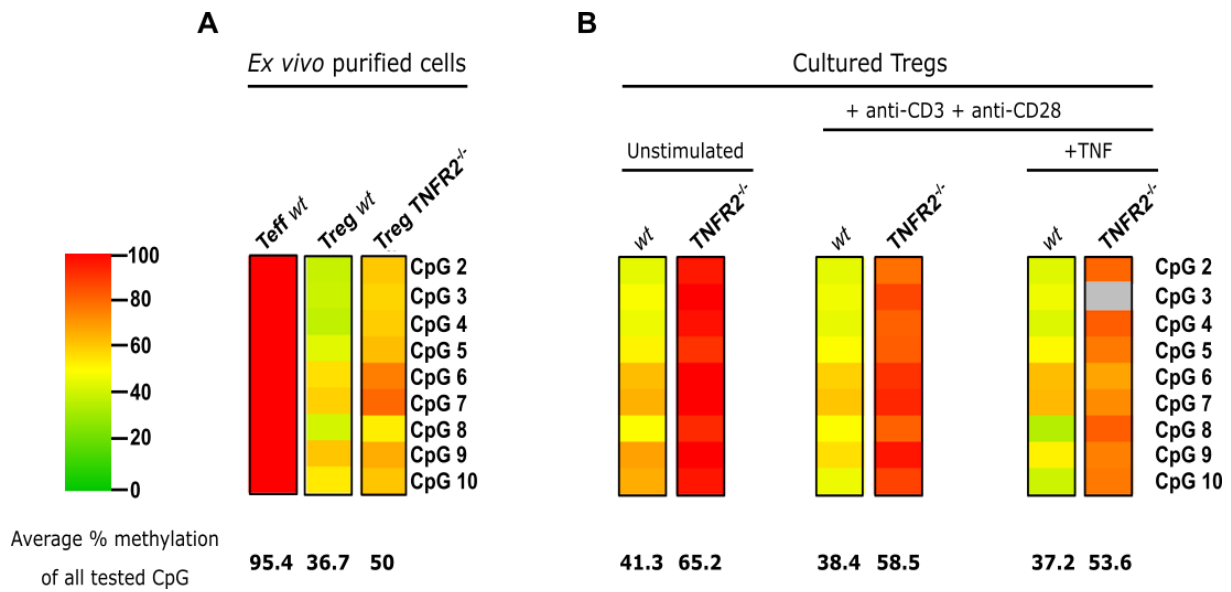 A
B
Ex vivo purified cells
Cultured Tregs
+ anti-CD3 + anti-CD28
Unstimulated
+TNF
Teff wt
Treg wt
Treg TNFR2-/-
wt
TNFR2-/-
wt
TNFR2-/-
wt
TNFR2-/-
100
80
60
40
20
0
CpG 2
CpG 3
CpG 4
CpG 5
CpG 6
CpG 7
CpG 8
CpG 9
CpG 10
CpG 2
CpG 3
CpG 4
CpG 5
CpG 6
CpG 7
CpG 8
CpG 9
CpG 10
Average % methylation
of all tested CpG
95.4 36.7 50
41.3 65.2
38.4 58.5
37.2 53.6